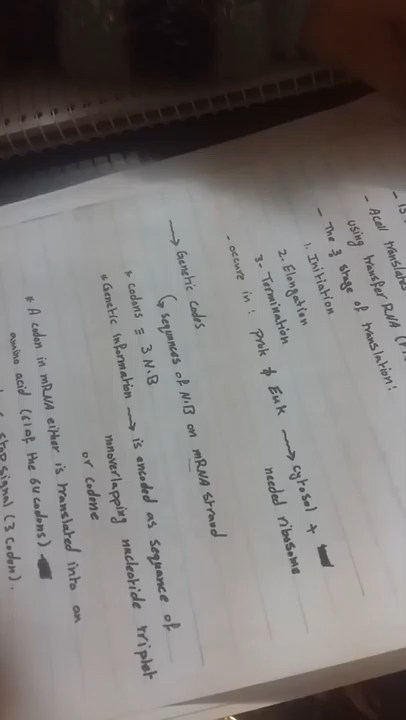 - is
- Acell translates
using transfer RNA
- The 3 stage of translation:
1. Initiation
2. Elongation
3- Termination
- occure in : Prok & Euk → cytosol +
needed ribosome
→ Genetic codes
↳ sequences of N.B on mRNA strand
* codons = 3 N.B
* Genetic information → is encoded as sequance of
nonoverlapping nucleotide triplet
or codone
* A codon in mRNA either is translated into an
amino acid (61 of the 64 codons)
stop signal (3 codon).